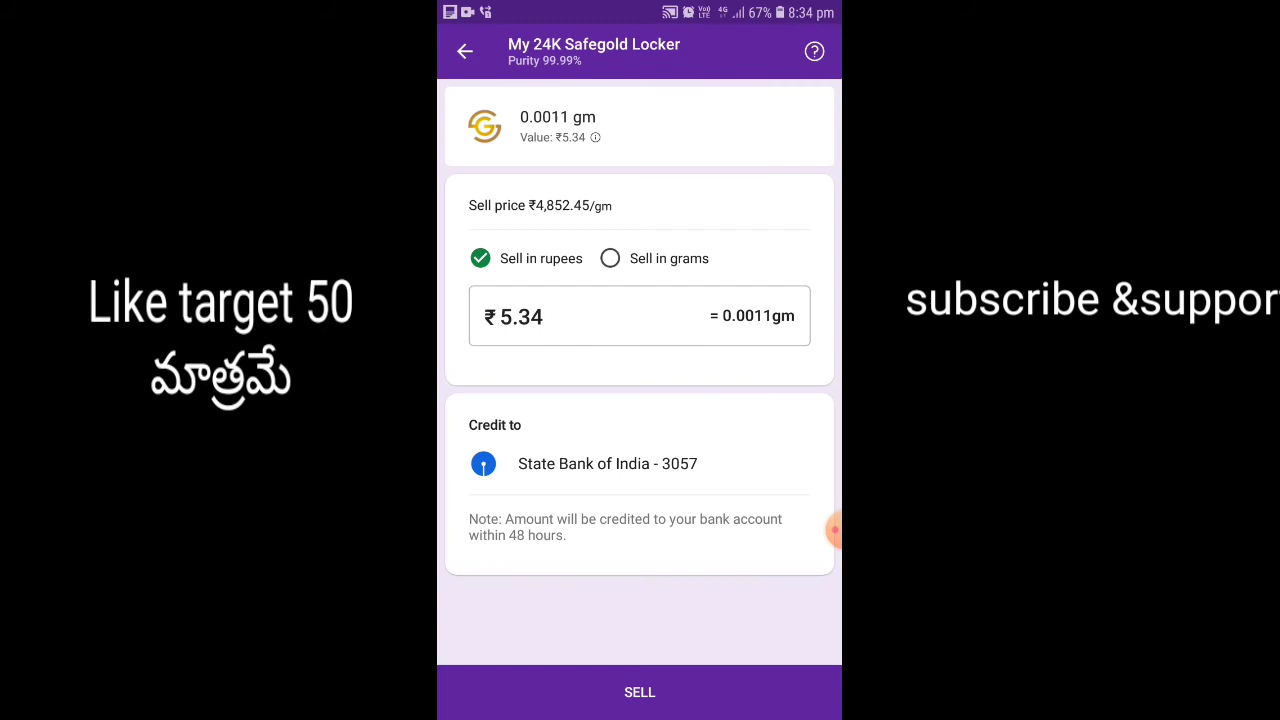 8:34 pm
67%
4G
VoI)
LTE
My 24K Safegold Locker
Purity 99.99%
0.0011 gm
Value: ₹5.34
Sell price ₹4,852.45/gm
Sell in rupees
Sell in grams
₹ 5.34
= 0.0011gm
Credit to
State Bank of India - 3057
Note: Amount will be credited to your bank account
within 48 hours.
SELL
Like target 50
మాత్రమే
subscribe &suppor